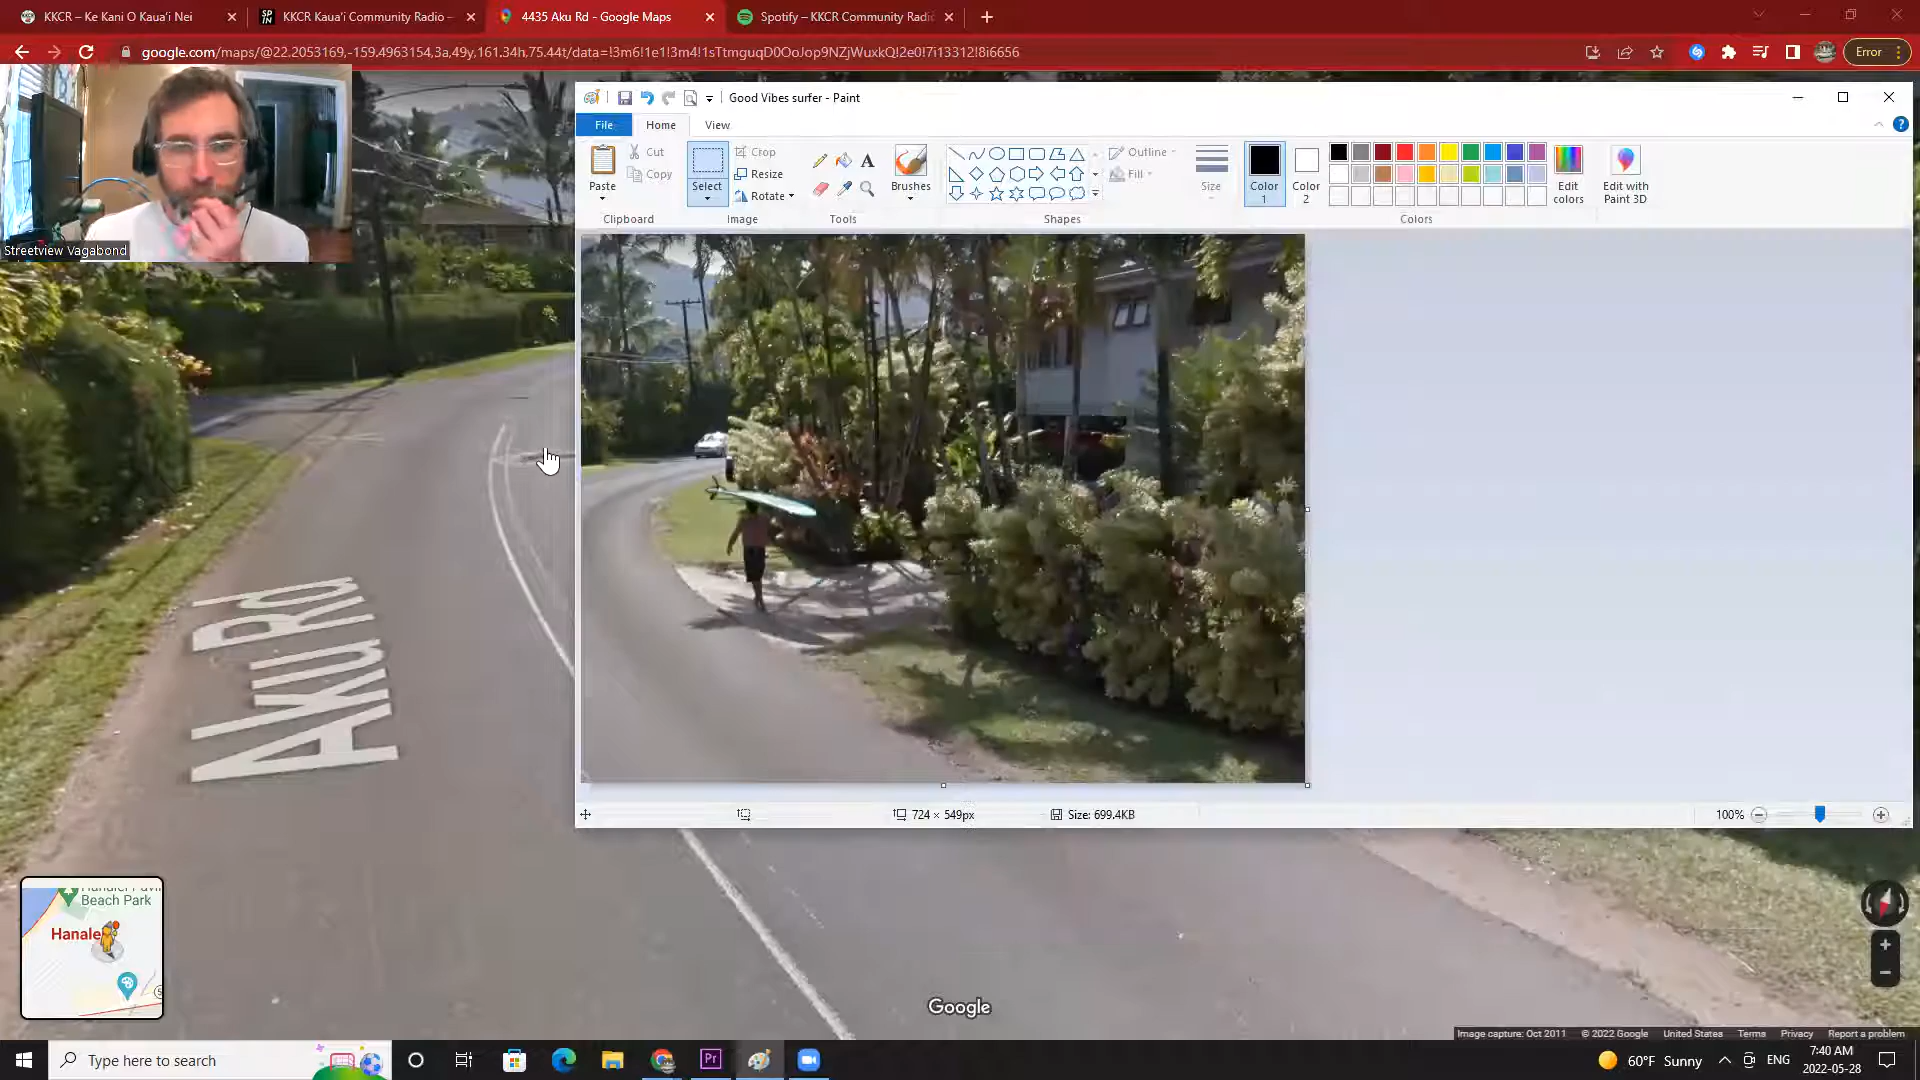 KKCR – Ke Kani O Kaua'i Nei
SP
IN
KKCR Kaua'i Community Radio –
4435 Aku Rd - Google Maps
Spotify – KKCR Community Radio
google.com/maps/@22.2053169,-159.4963154,3a,49y,161.34h,75.44t/data=!3m6!1e1!3m4!1sTtmguqD0OoJop9NZjWuxkQ!2e0!7i13312!8i6656
Error
Streetview Vagabond
Good Vibes surfer - Paint
File
Home
View
Paste
Cut
Copy
Clipboard
Select
Crop
Resize
Rotate
Image
A
Tools
Brushes
Shapes
Outline
Fill
Size
Color
1
Color
2
Colors
Edit
colors
Edit with
Paint 3D
724 × 549px
Size: 699.4KB
100%
Aku Rd
Beach Park
Hanalei
Google
Image capture: Oct 2011
© 2022 Google
United States
Terms
Privacy
Report a problem
Type here to search
Pr
60°F Sunny
ENG
7:40 AM
2022-05-28